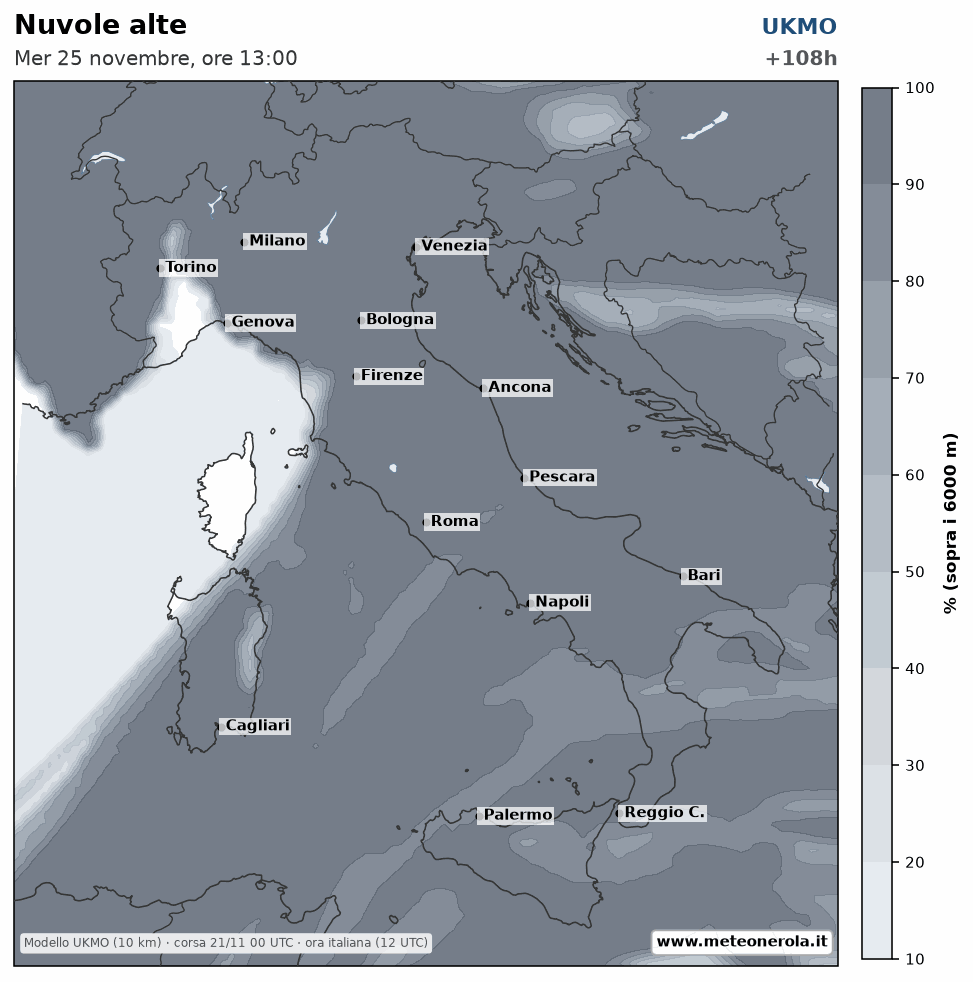 Nuvole alte
UKMO
Mer 25 novembre, ore 13:00
+108h
Milano
Venezia
Torino
Genova
Bologna
Firenze
Ancona
Pescara
Roma
Bari
Napoli
Cagliari
Palermo
Reggio C.
Modello UKMO (10 km) · corsa 21/11 00 UTC · ora italiana (12 UTC)
www.meteonerola.it
100
90
80
70
60
50
40
30
20
10
% (sopra i 6000 m)